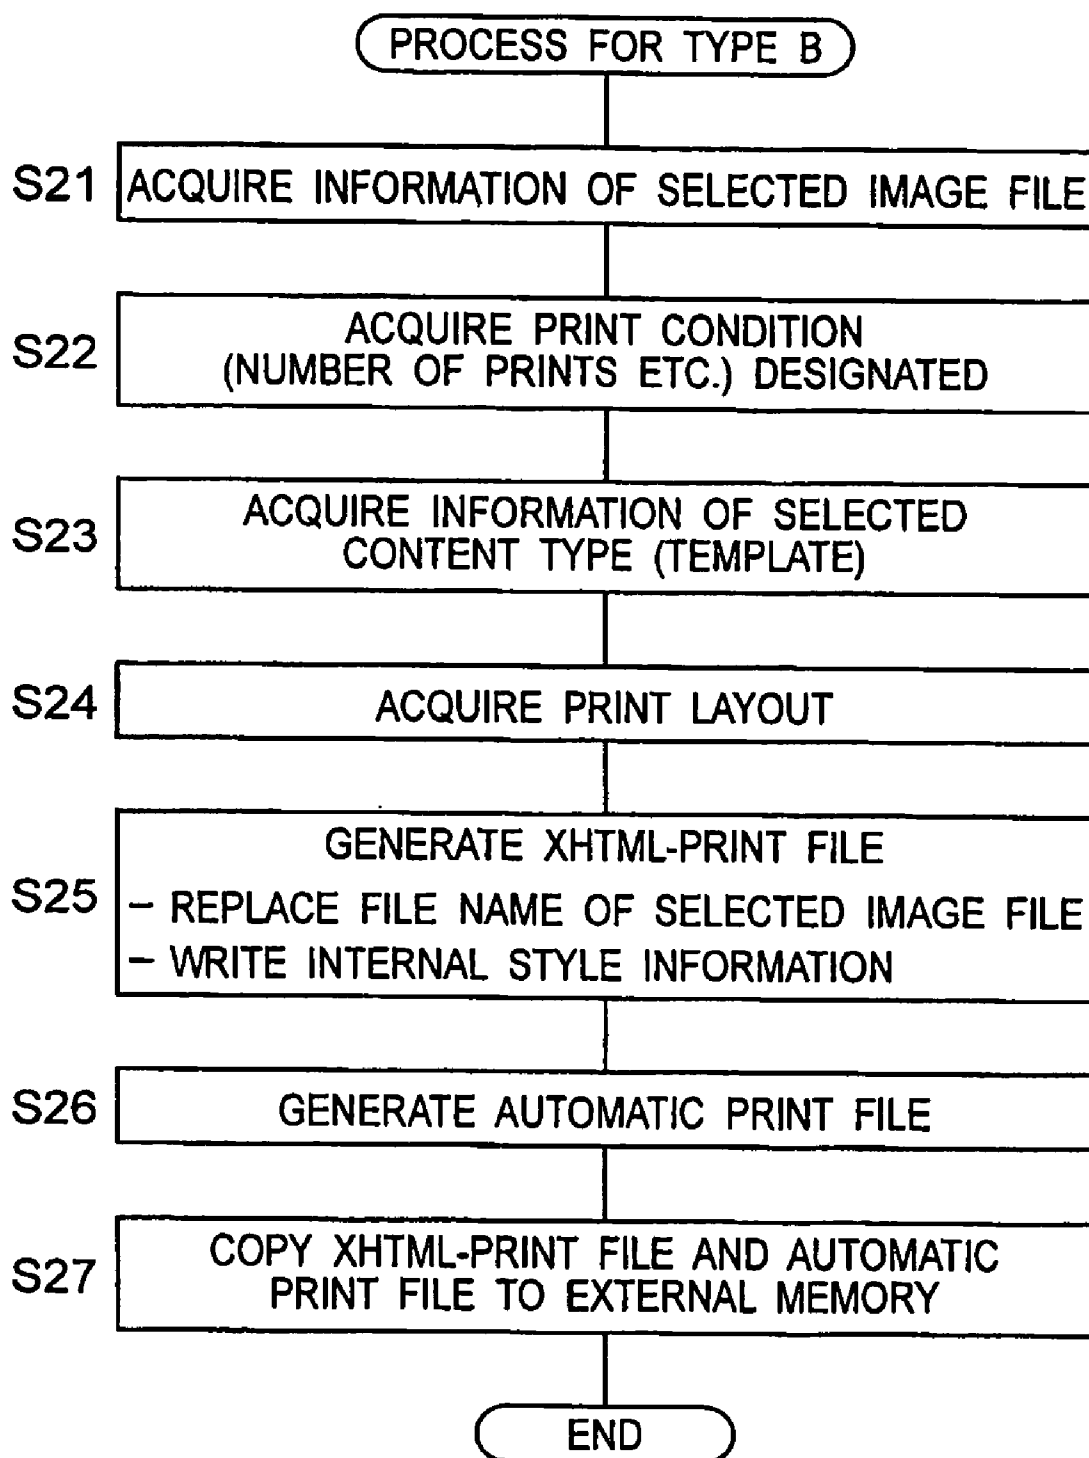 PROCESS FOR TYPE B
S21 ACQUIRE INFORMATION OF SELECTED IMAGE FILE
S22 ACQUIRE PRINT CONDITION
(NUMBER OF PRINTS ETC.) DESIGNATED
S23 ACQUIRE INFORMATION OF SELECTED
CONTENT TYPE (TEMPLATE)
S24 ACQUIRE PRINT LAYOUT
S25 GENERATE XHTML-PRINT FILE
– REPLACE FILE NAME OF SELECTED IMAGE FILE
– WRITE INTERNAL STYLE INFORMATION
S26 GENERATE AUTOMATIC PRINT FILE
S27 COPY XHTML-PRINT FILE AND AUTOMATIC
PRINT FILE TO EXTERNAL MEMORY
END